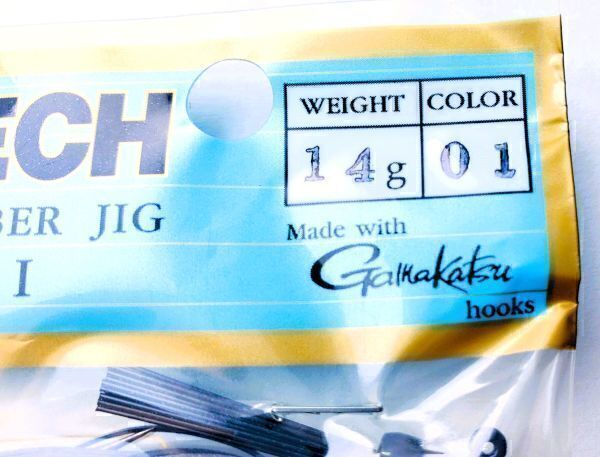 ECH
WEIGHT COLOR
14g 01
BER JIG
I
Made with
Gamakatsu
hooks